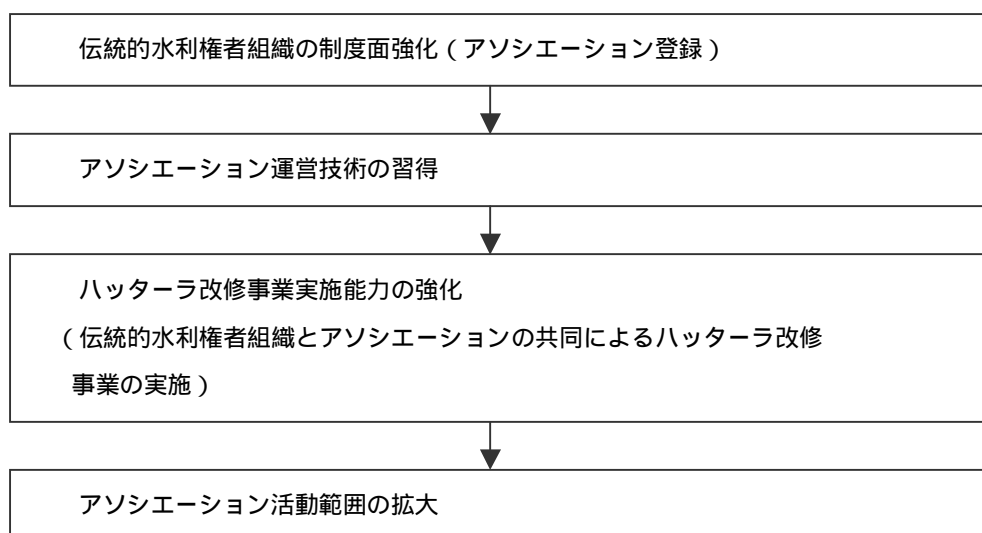 伝統的水利権者組織の制度面強化（アソシエーション登録）
アソシエーション運営技術の習得
ハッターラ改修事業実施能力の強化
（伝統的水利権者組織とアソシエーションの共同によるハッターラ改修
事業の実施）
アソシエーション活動範囲の拡大